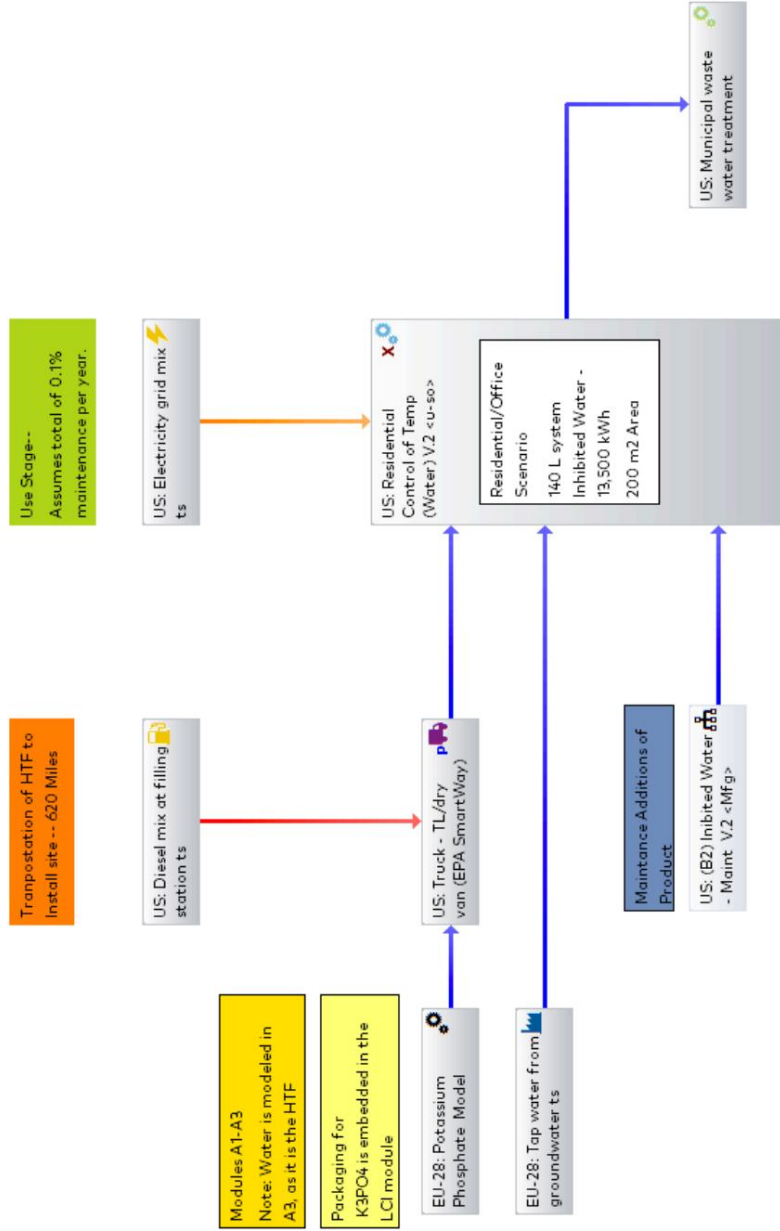 Modules A1-A3
Note: Water is modeled in
A3, as it is the HTF
Packaging for
K3PO4 is embedded in the
LCI module
EU-28: Potassium
Phosphate Model
EU-28: Tap water from
groundwater ts
Tranpostation of HTF to
Install site -- 620 Miles
US: Diesel mix at filling
station ts
US: Truck - TL/dry
van (EPA SmartWay)
P
Maintance Additions of
Product
US: (B2) Inibited Water
- Maint V.2 <Mfg>
Use Stage--
Assumes total of 0.1%
maintenance per year.
US: Electricity grid mix
ts
US: Residential
Control of Temp
(Water) V.2 <u-so>
X
Residential/Office
Scenario
140 L system
Inhibited Water -
13,500 kWh
200 m2 Area
US: Municipal waste
water treatment